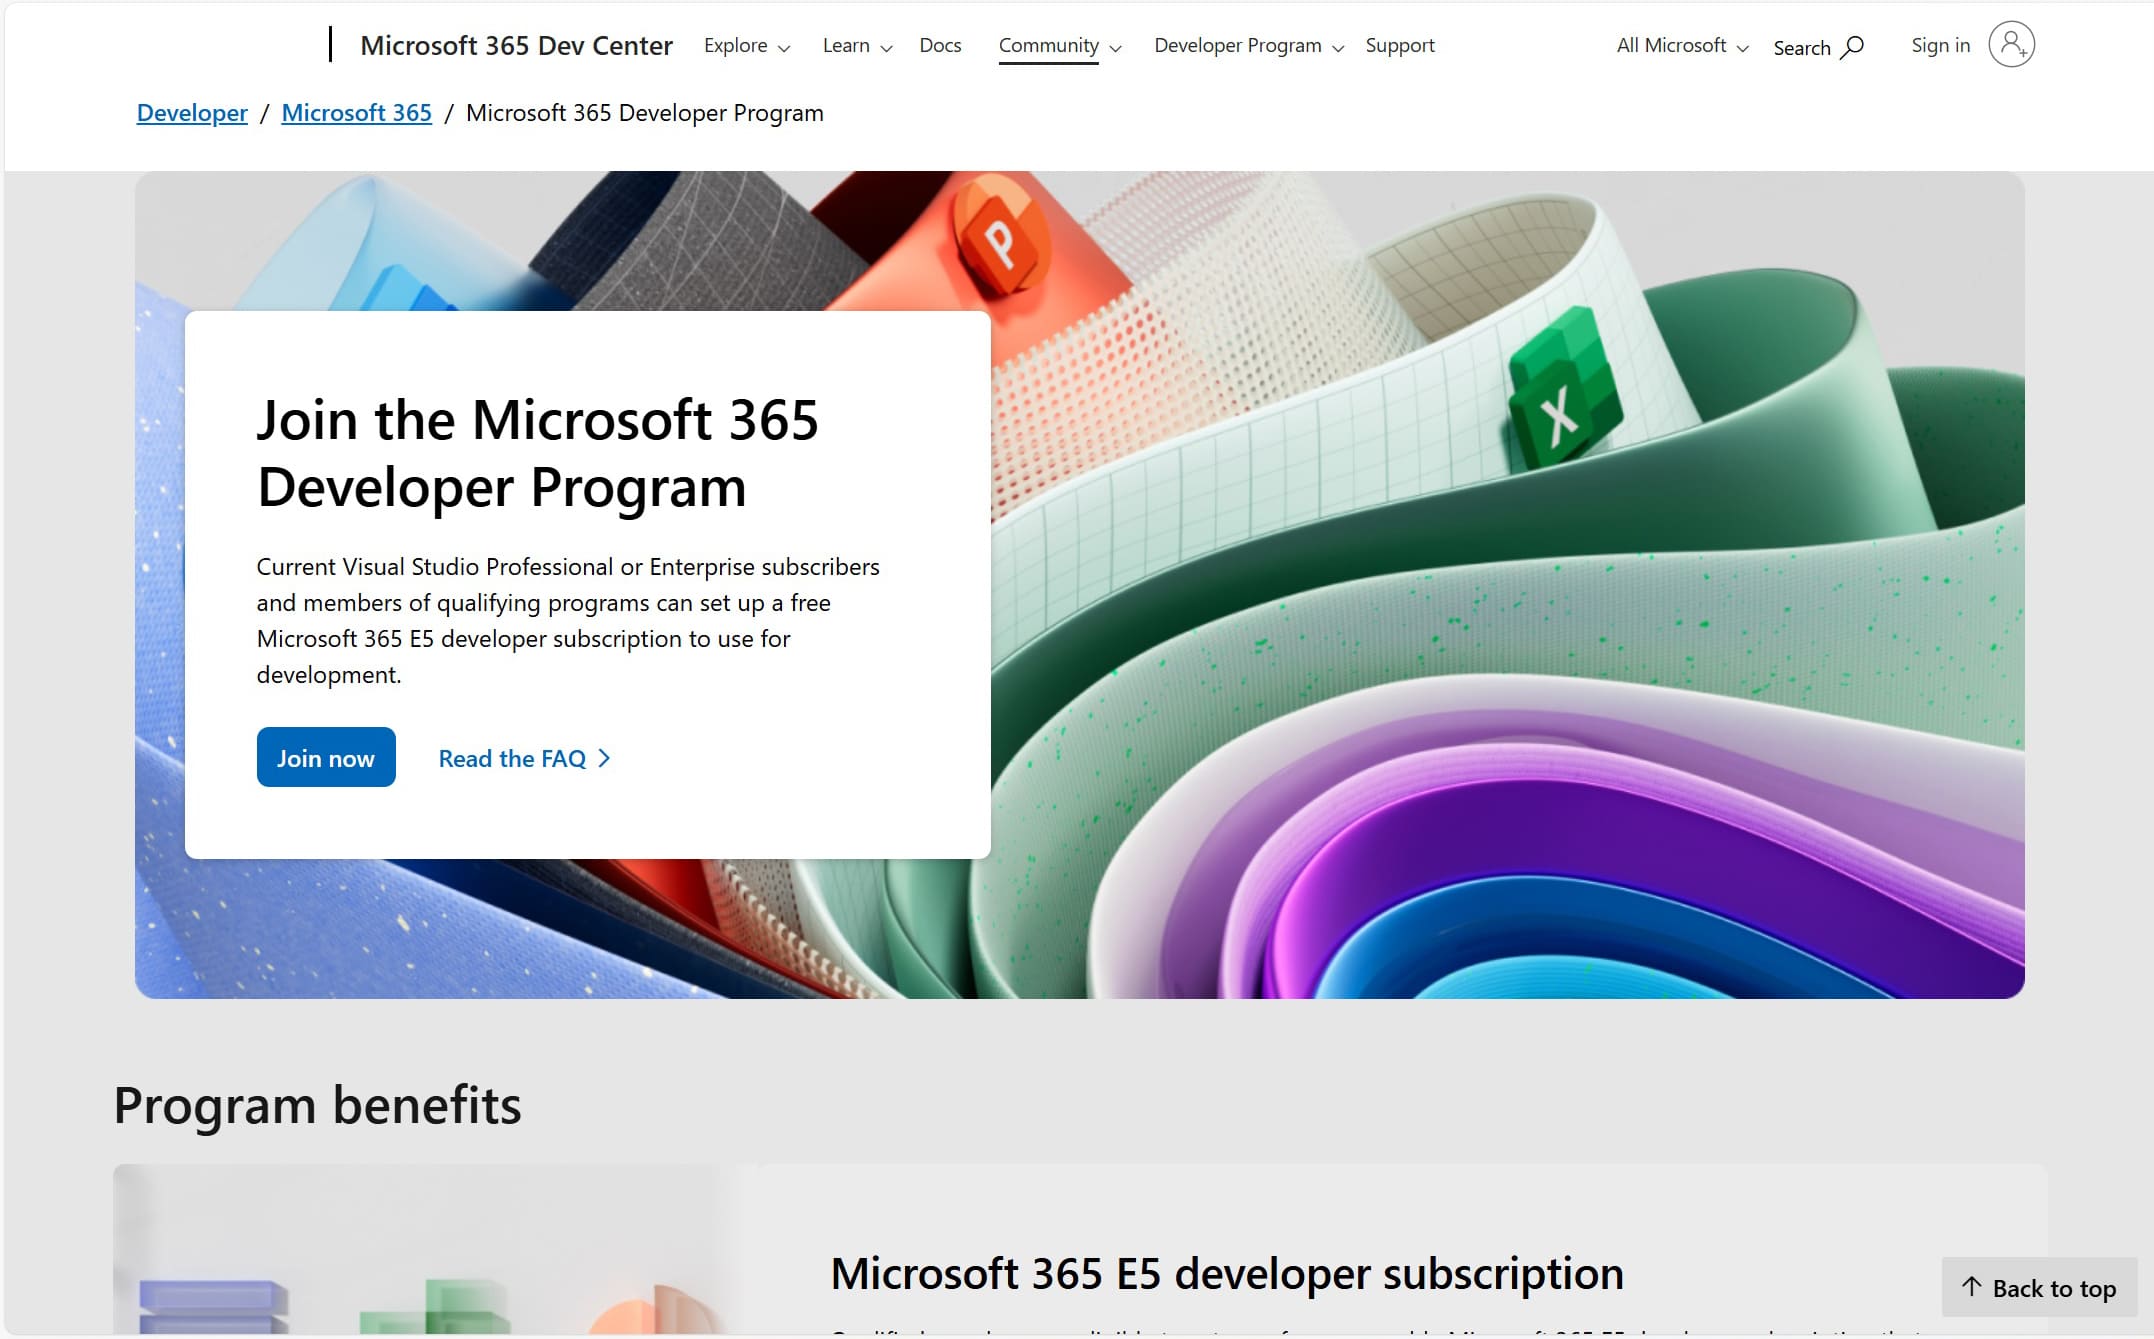 Microsoft 365 Dev Center Explore Learn Docs Community Developer Program Support All Microsoft Search Sign in
Developer / Microsoft 365 / Microsoft 365 Developer Program
P
X
Join the Microsoft 365
Developer Program
Current Visual Studio Professional or Enterprise subscribers
and members of qualifying programs can set up a free
Microsoft 365 E5 developer subscription to use for
development.
Join now Read the FAQ
Program benefits
Microsoft 365 E5 developer subscription
Back to top